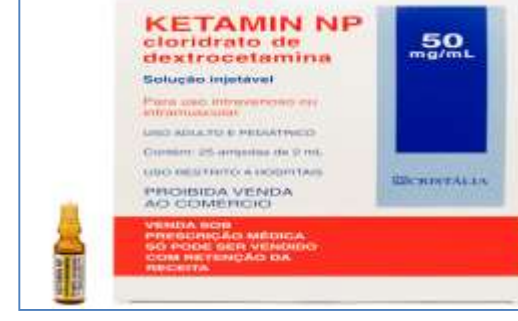 KETAMIN NP
cloridrato de
dextrocetamina
50
mg/mL
Solução injetável
Para uso intravenoso ou
intramuscular
USO ADULTO E PEDIÁTRICO
Contém: 25 ampolas de 2 mL
USO RESTRITO A HOSPITAIS
CRISTÁLIA
PROIBIDA VENDA
AO COMÉRCIO
VENDA SOB
PRESCRIÇÃO MÉDICA
SÓ PODE SER VENDIDO
COM RETENÇÃO DA
RECEITA
KETAMIN NP